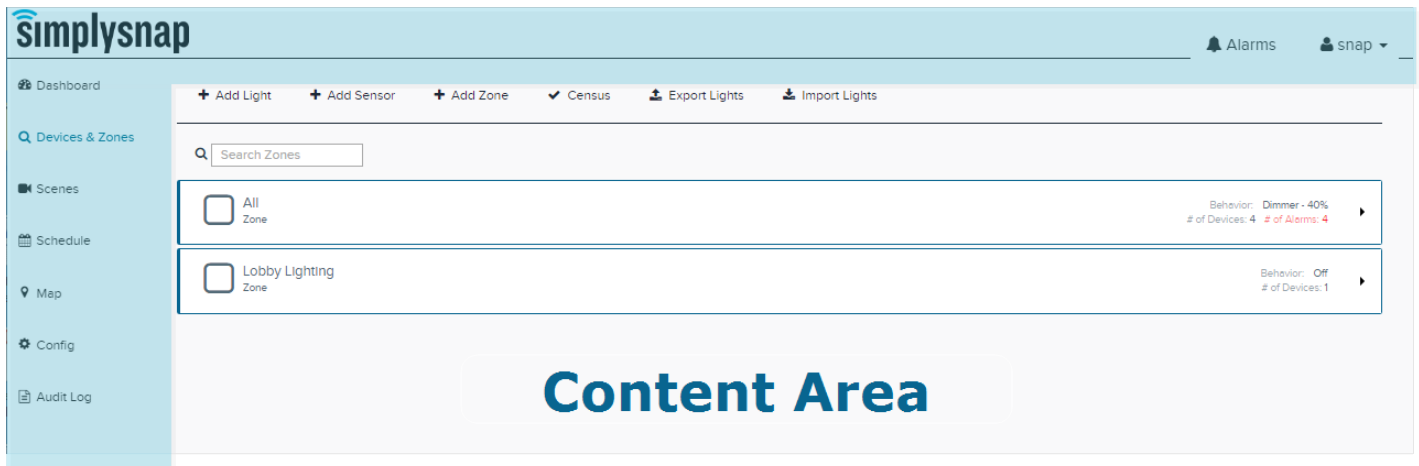 simplysnap
Alarms snap
Dashboard
Add Light Add Sensor Add Zone Census Export Lights Import Lights
Devices & Zones
Search Zones
Scenes
All
Zone
Behavior: Dimmer - 40%
# of Devices: 4 # of Alarms: 4
Schedule
Lobby Lighting
Zone
Behavior: Off
# of Devices: 1
Map
Config
Content Area
Audit Log